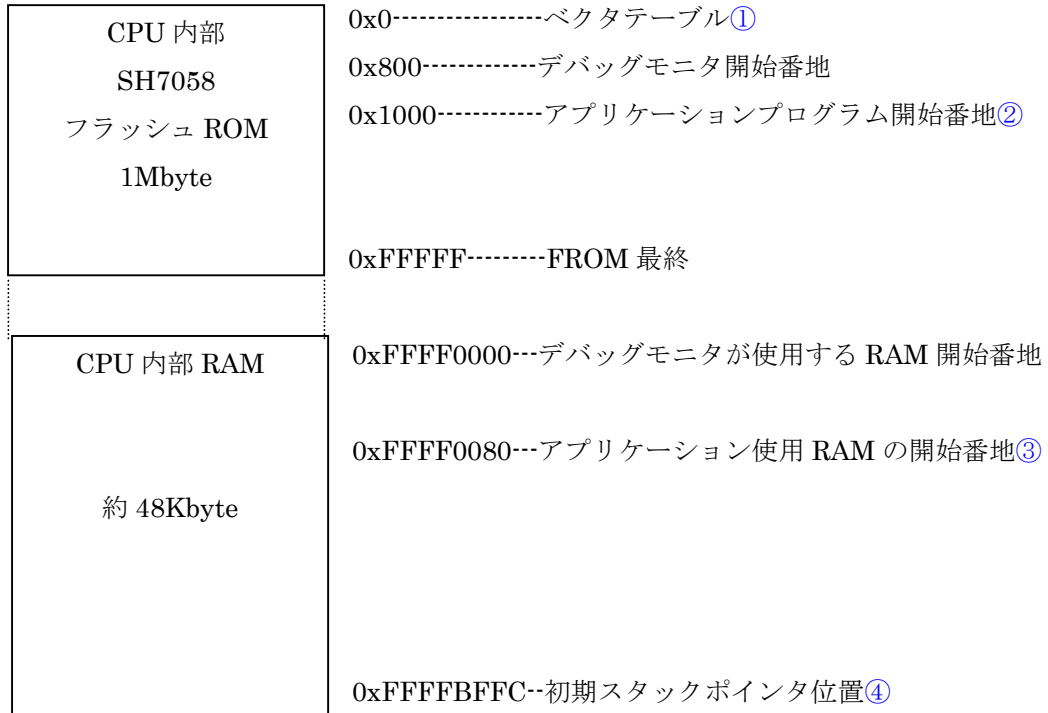 CPU 内部
SH7058
フラッシュ ROM
1Mbyte
0x0-----------------ベクタテーブル①
0x800-------------デバッグモニタ開始番地
0x1000------------アプリケーションプログラム開始番地②
0xFFFFF---------FROM 最終
CPU 内部 RAM
約 48Kbyte
0xFFFF0000---デバッグモニタが使用する RAM 開始番地
0xFFFF0080---アプリケーション使用 RAM の開始番地③
0xFFFFBFFC--初期スタックポインタ位置④